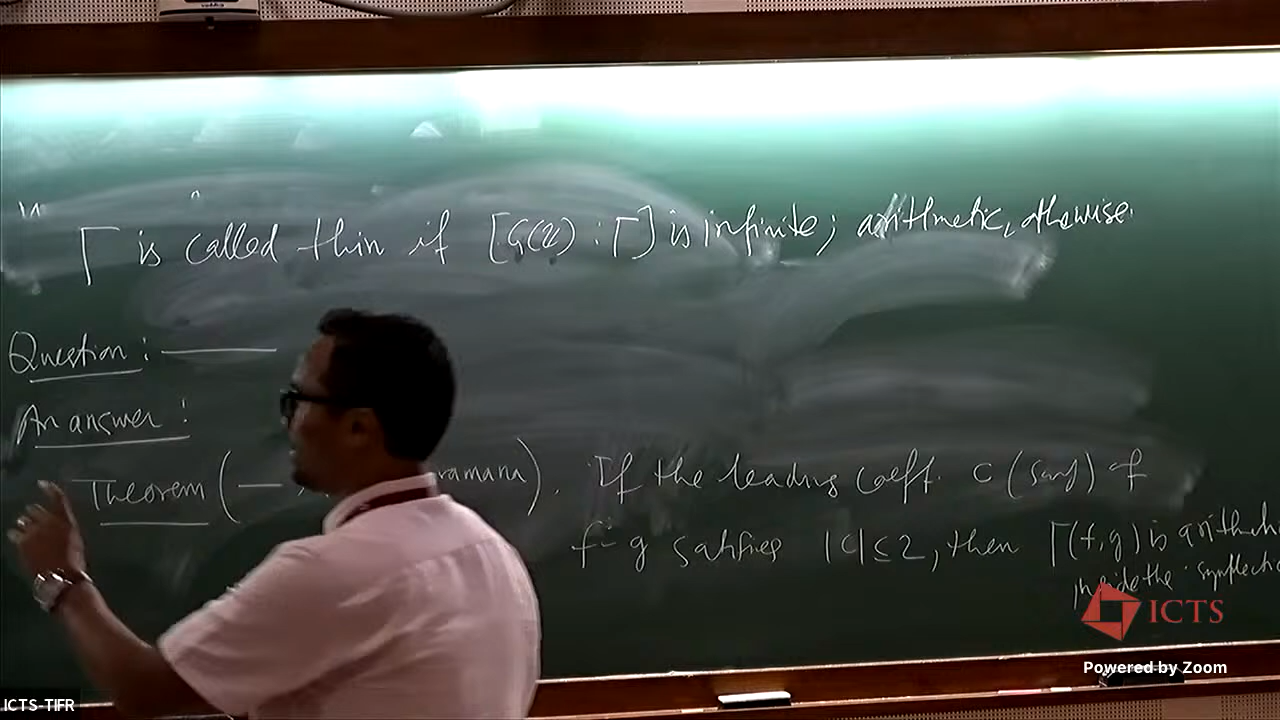 Γ is called thin if [G(Z) : Γ] is infinite; arithmetic, otherwise.
Question :
An answer :
Theorem ( — , ramana). If the leading coeff. c (say) of
f-g satisfies |c| ≤ 2, then Γ(f,g) is arithmetic
inside the symplectic
ICTS
Powered by Zoom
ICTS-TIFR